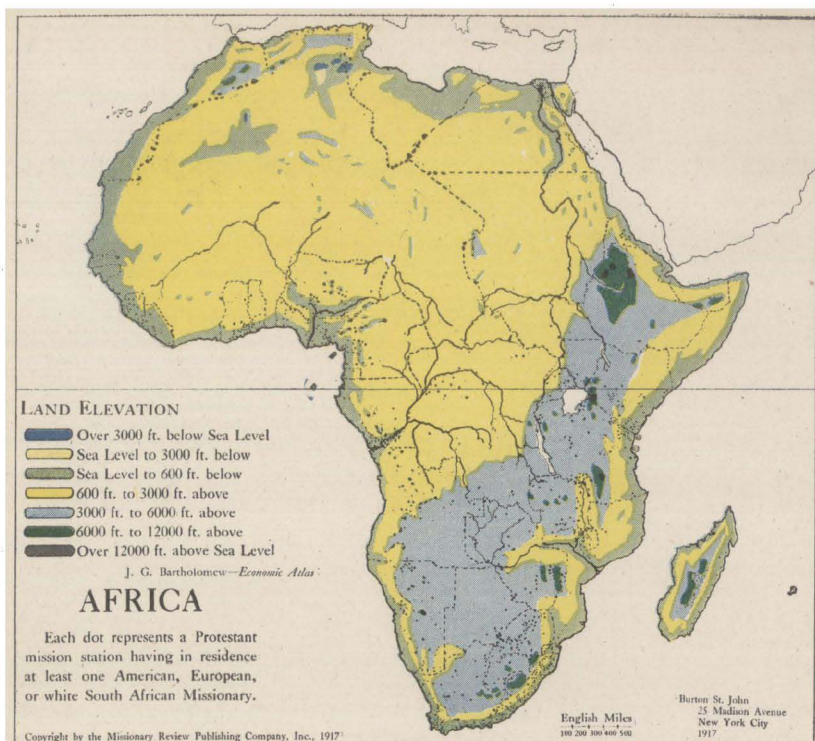 LAND ELEVATION
Over 3000 ft. below Sea Level
Sea Level to 3000 ft. below
Sea Level to 600 ft. below
600 ft. to 3000 ft. above
3000 ft. to 6000 ft. above
6000 ft. to 12000 ft. above
Over 12000 ft. above Sea Level
J. G. Bartholomew—Economic Atlas
AFRICA
Each dot represents a Protestant
mission station having in residence
at least one American, European,
or white South African Missionary.
Copyright by the Missionary Review Publishing Company, Inc., 1917
English Miles
100 200 300 400 500
Burton St. John
25 Madison Avenue
New York City
1917